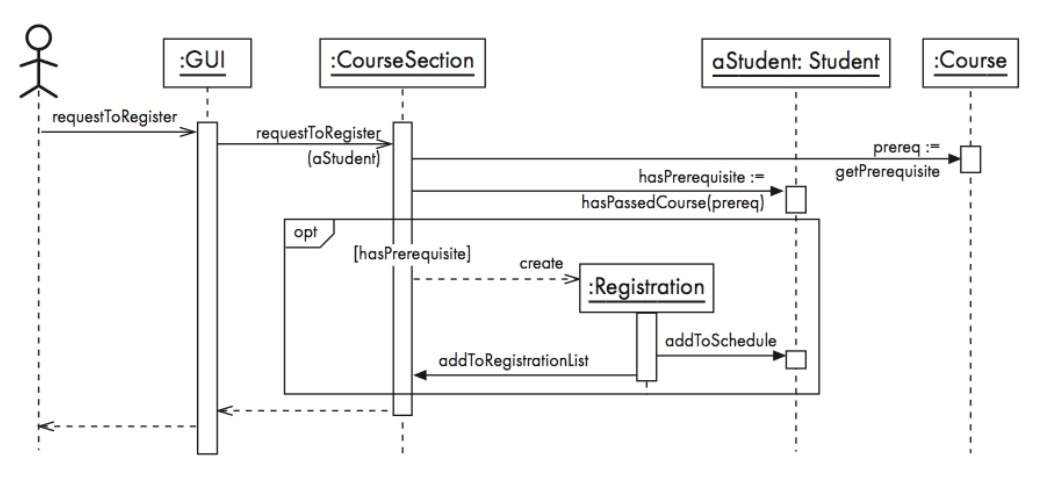 :GUI
:CourseSection
aStudent: Student
:Course
requestToRegister
requestToRegister
(aStudent)
prereq :=
getPrerequisite
hasPrerequisite :=
hasPassedCourse(prereq)
opt
[hasPrerequisite]
create
:Registration
addToSchedule
addToRegistrationList